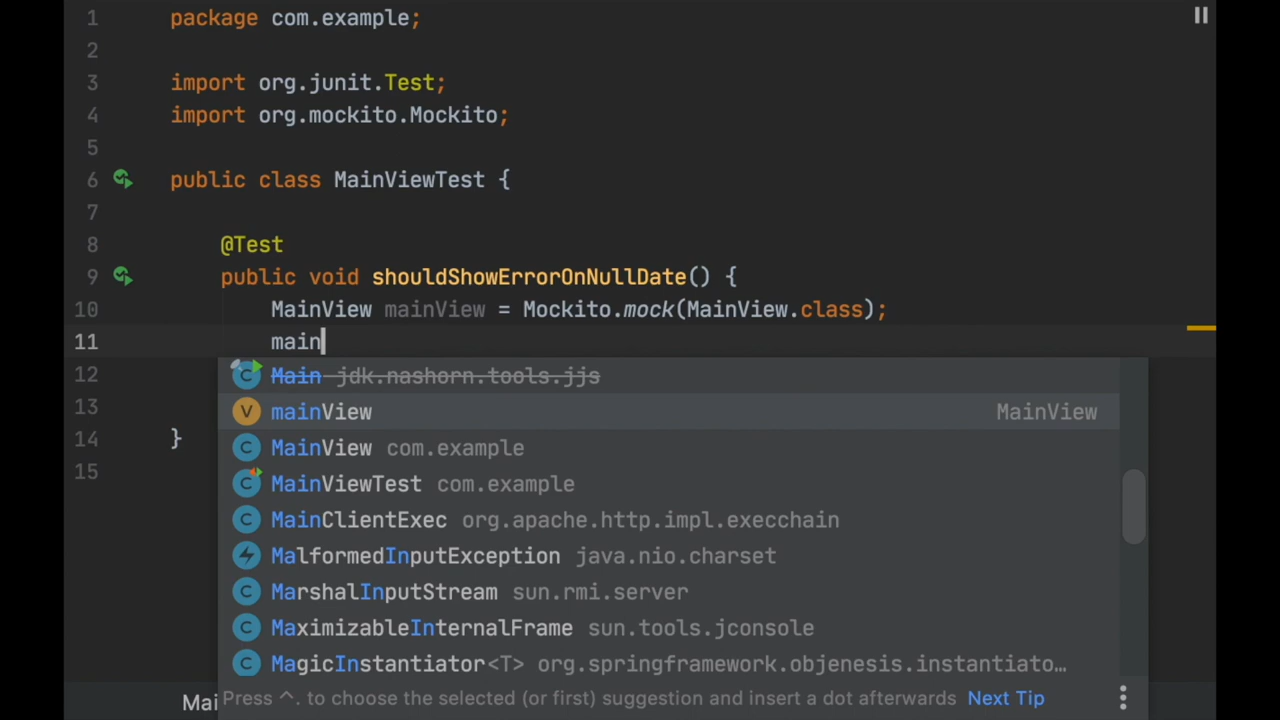 1 package com.example;
2
3 import org.junit.Test;
4 import org.mockito.Mockito;
5
6 public class MainViewTest {
7
8 @Test
9 public void shouldShowErrorOnNullDate() {
10 MainView mainView = Mockito.mock(MainView.class);
11 main
12 Main jdk.nashorn.tools.jjs
V mainView MainView
13
C MainView com.example
14 }
15
C MainViewTest com.example
C MainClientExec org.apache.http.impl.execchain
MalformedInputException java.nio.charset
C MarshalInputStream sun.rmi.server
C MaximizableInternalFrame sun.tools.jconsole
C MagicInstantiator<T> org.springframework.objenesis.instantiato…
Mai Press ^. to choose the selected (or first) suggestion and insert a dot afterwards Next Tip